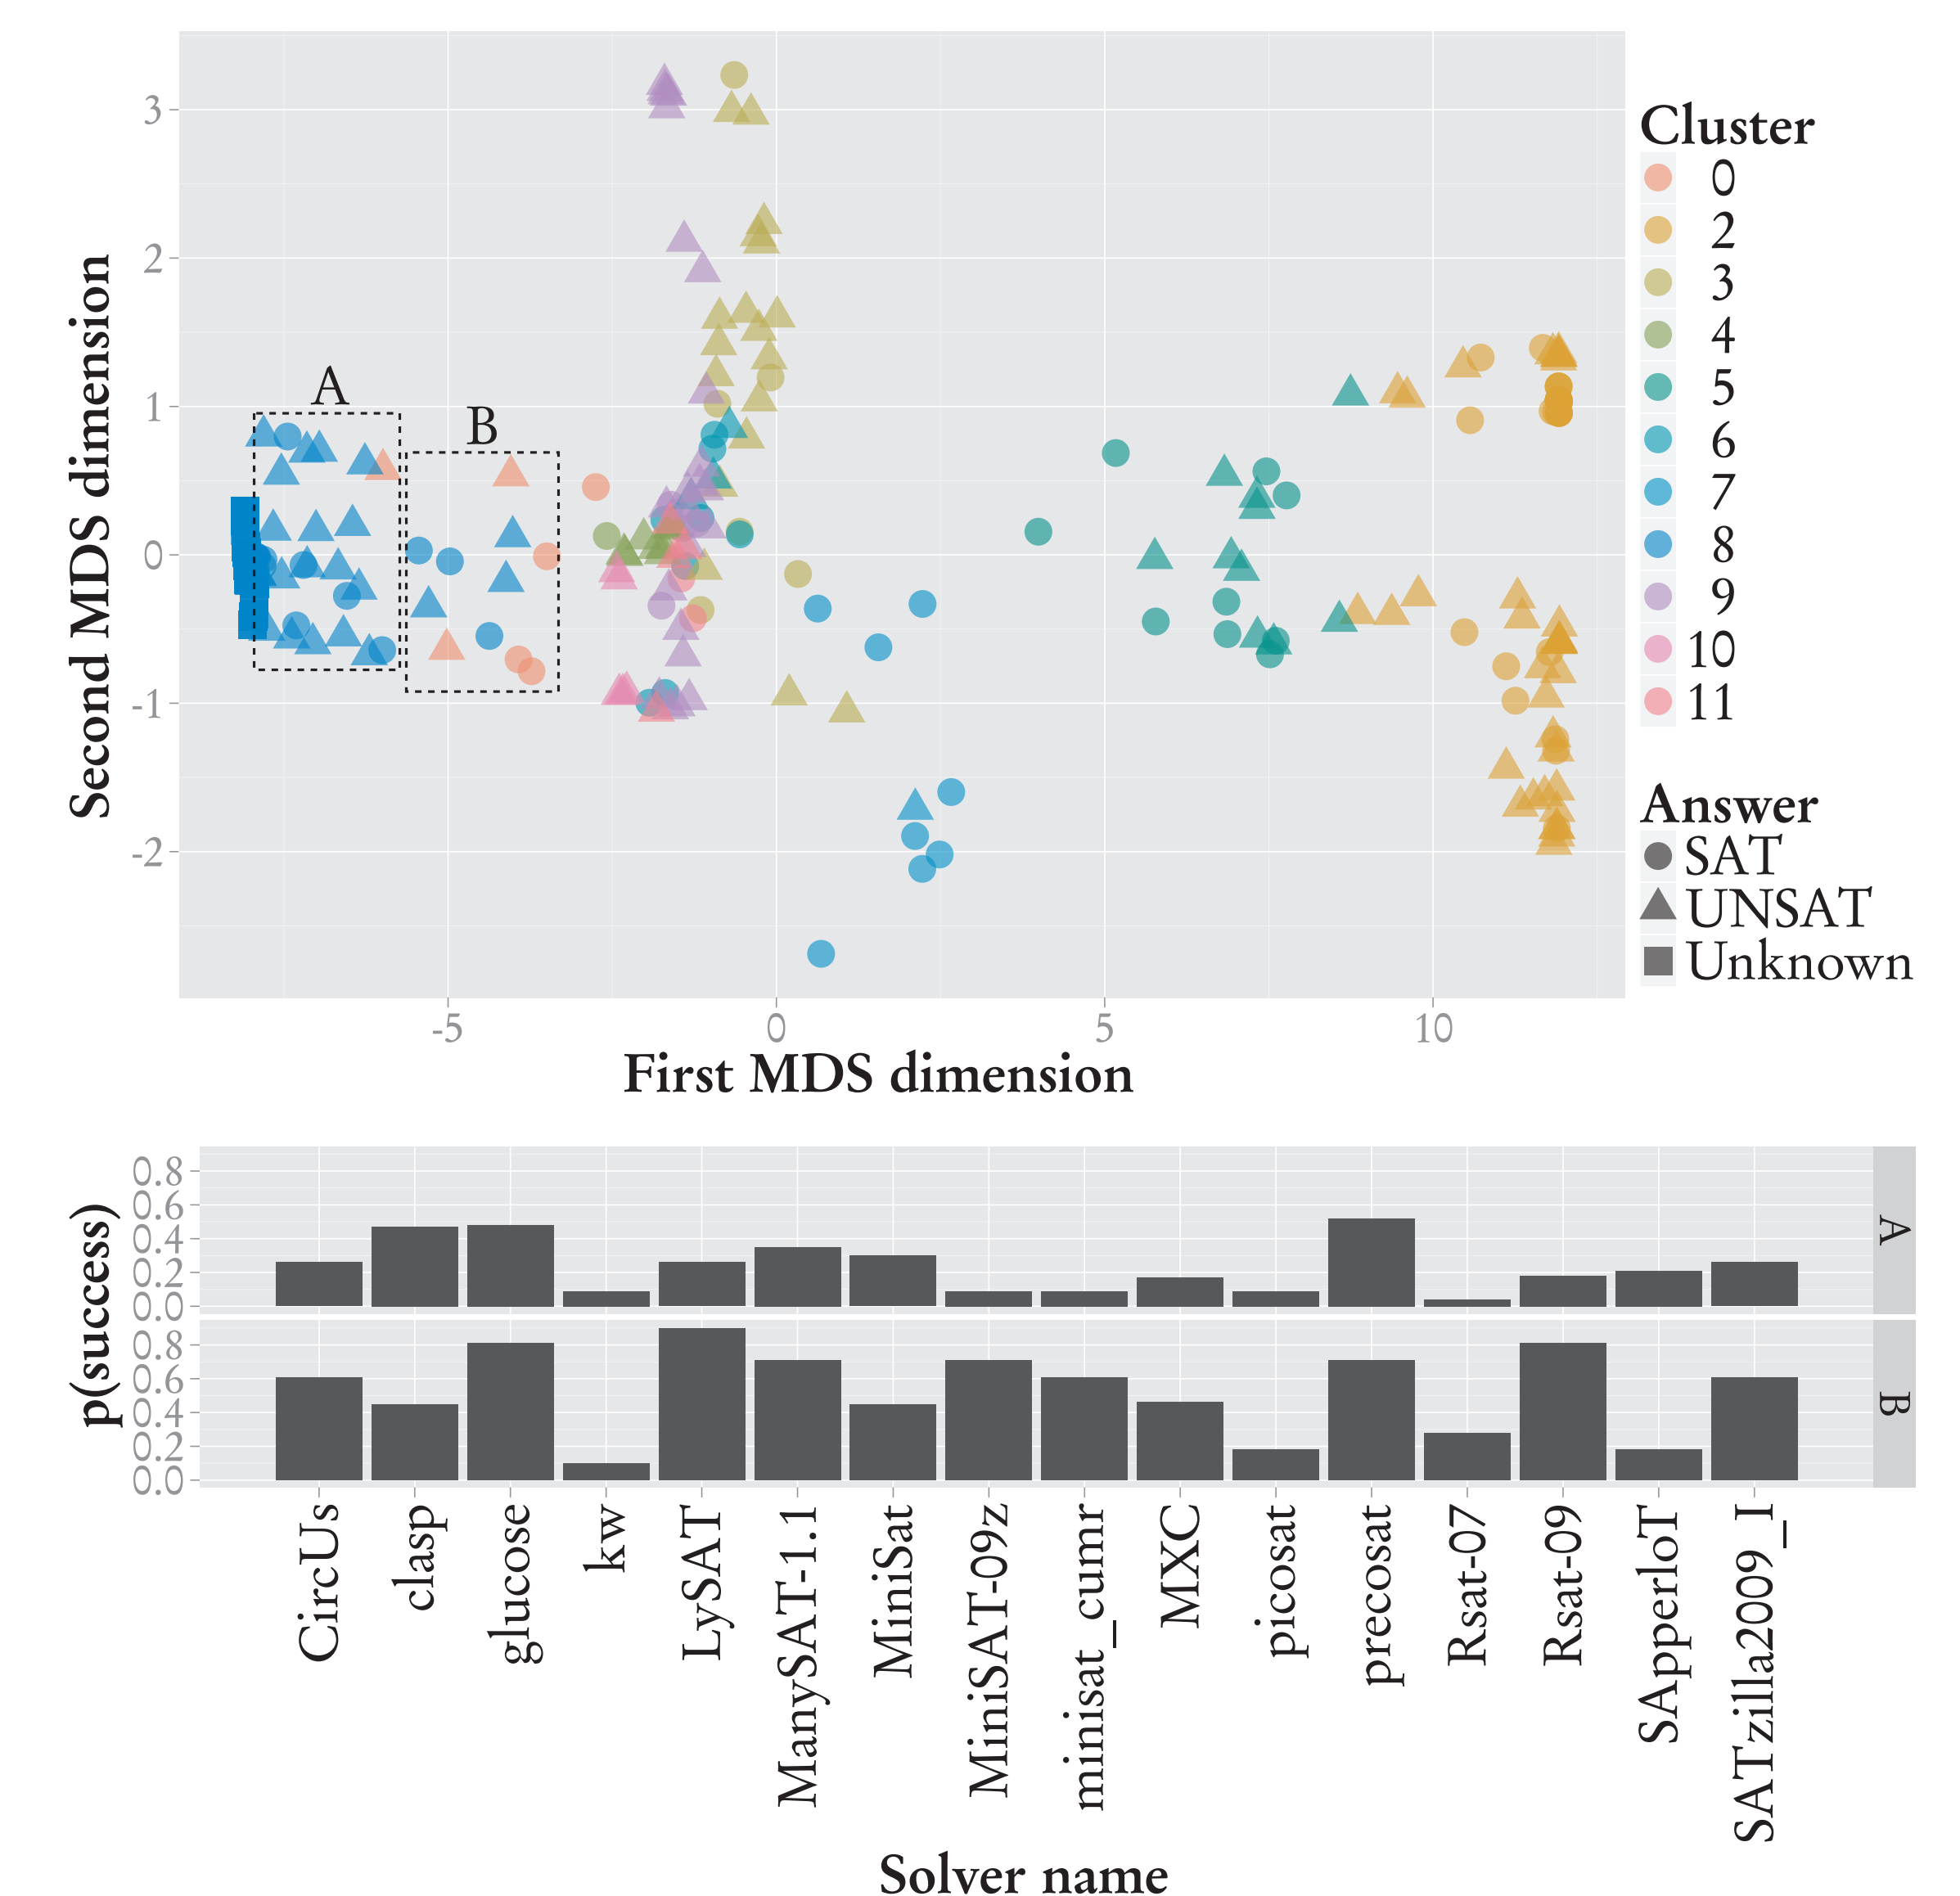 3
2
1
0
-1
-2
Second MDS dimension
A
B
-5
0
5
10
First MDS dimension
Cluster
0
2
3
4
5
6
7
8
9
10
11
Answer
SAT
UNSAT
Unknown
p(success)
0.8
0.6
0.4
0.2
0.0
A
0.8
0.6
0.4
0.2
0.0
B
CircUs
clasp
glucose
kw
LySAT
ManySAT-1.1
MiniSat
MiniSAT-09z
minisat_cumr
MXC
picosat
precosat
Rsat-07
Rsat-09
SApperloT
SATzilla2009_I
Solver name